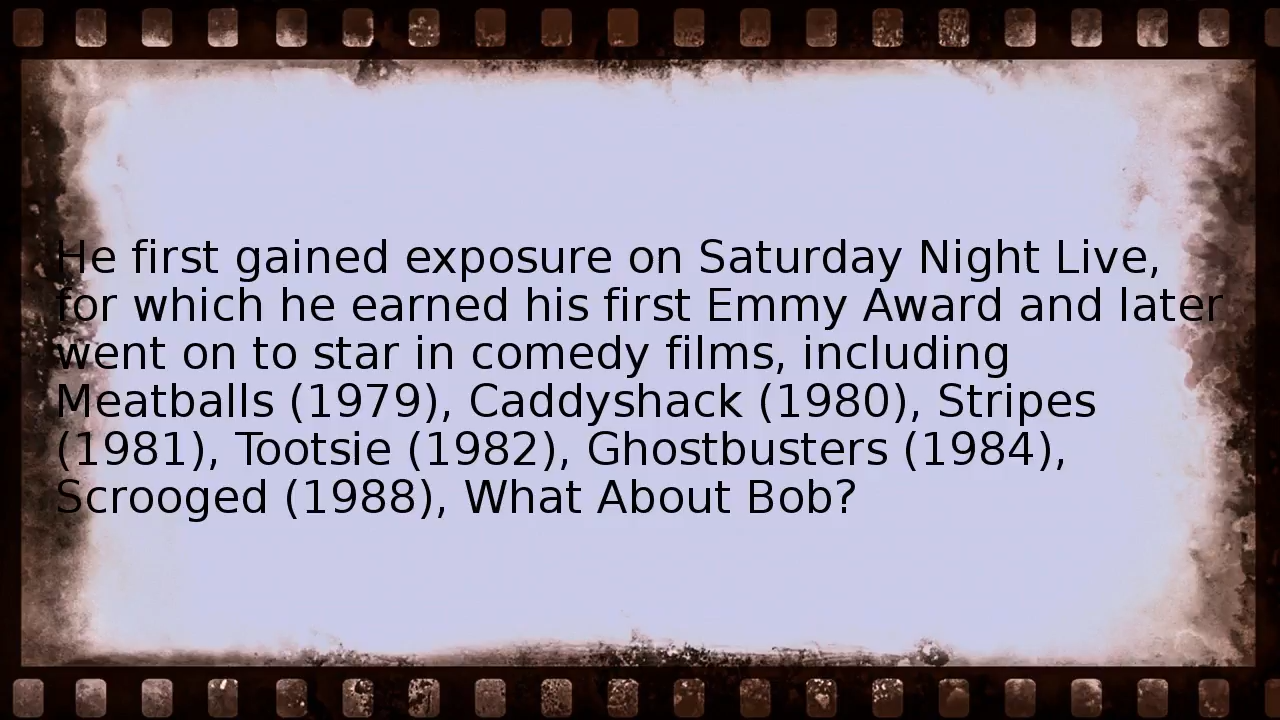 He first gained exposure on Saturday Night Live,
for which he earned his first Emmy Award and later
went on to star in comedy films, including
Meatballs (1979), Caddyshack (1980), Stripes
(1981), Tootsie (1982), Ghostbusters (1984),
Scrooged (1988), What About Bob?